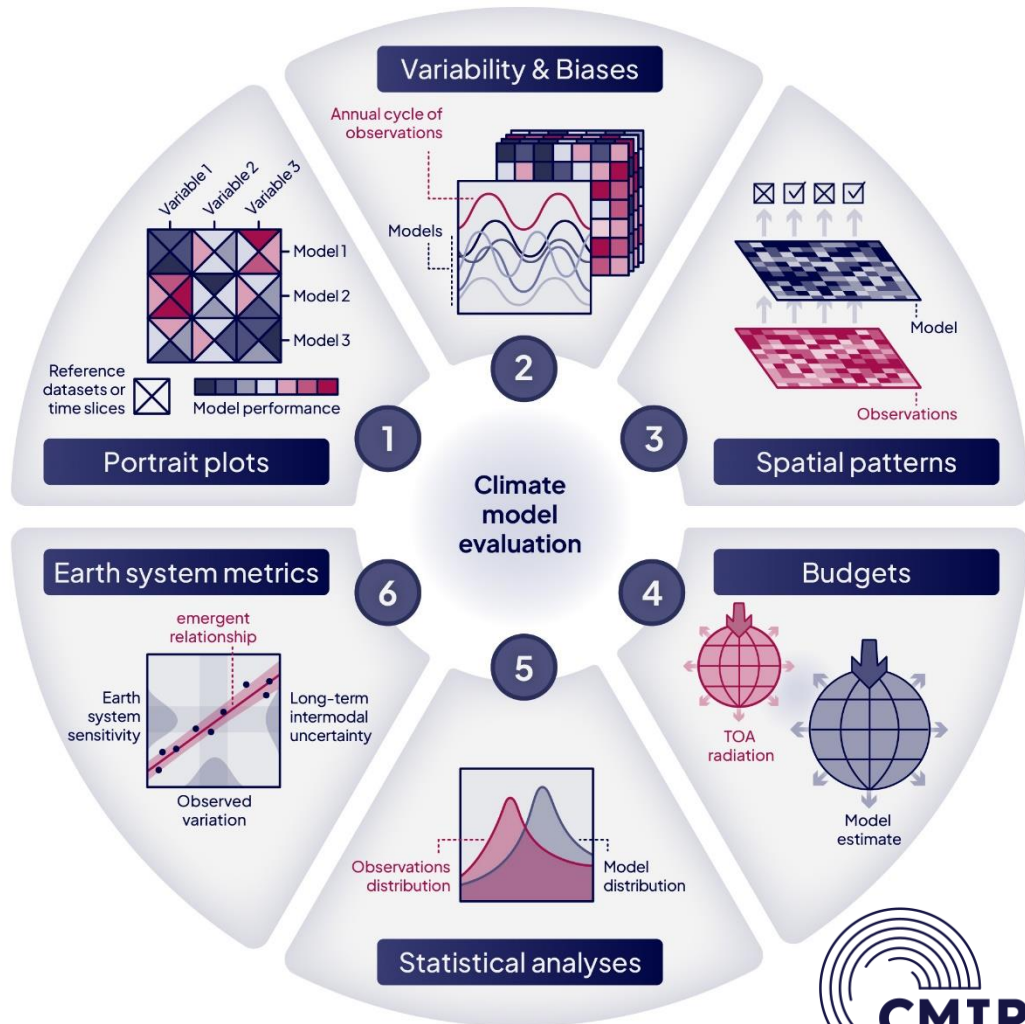 Variability & Biases
Annual cycle of
observations
Models
2
Variable 1
Variable 2
Variable 3
Model 1
Model 2
Model 3
Reference
datasets or
time slices
Model performance
1
Portrait plots
Model
Observations
3
Spatial patterns
Climate
model
evaluation
Earth system metrics
6
emergent
relationship
Earth
system
sensitivity
Long-term
intermodal
uncertainty
Observed
variation
Budgets
4
TOA
radiation
Model
estimate
5
Observations
distribution
Model
distribution
Statistical analyses
CMIP